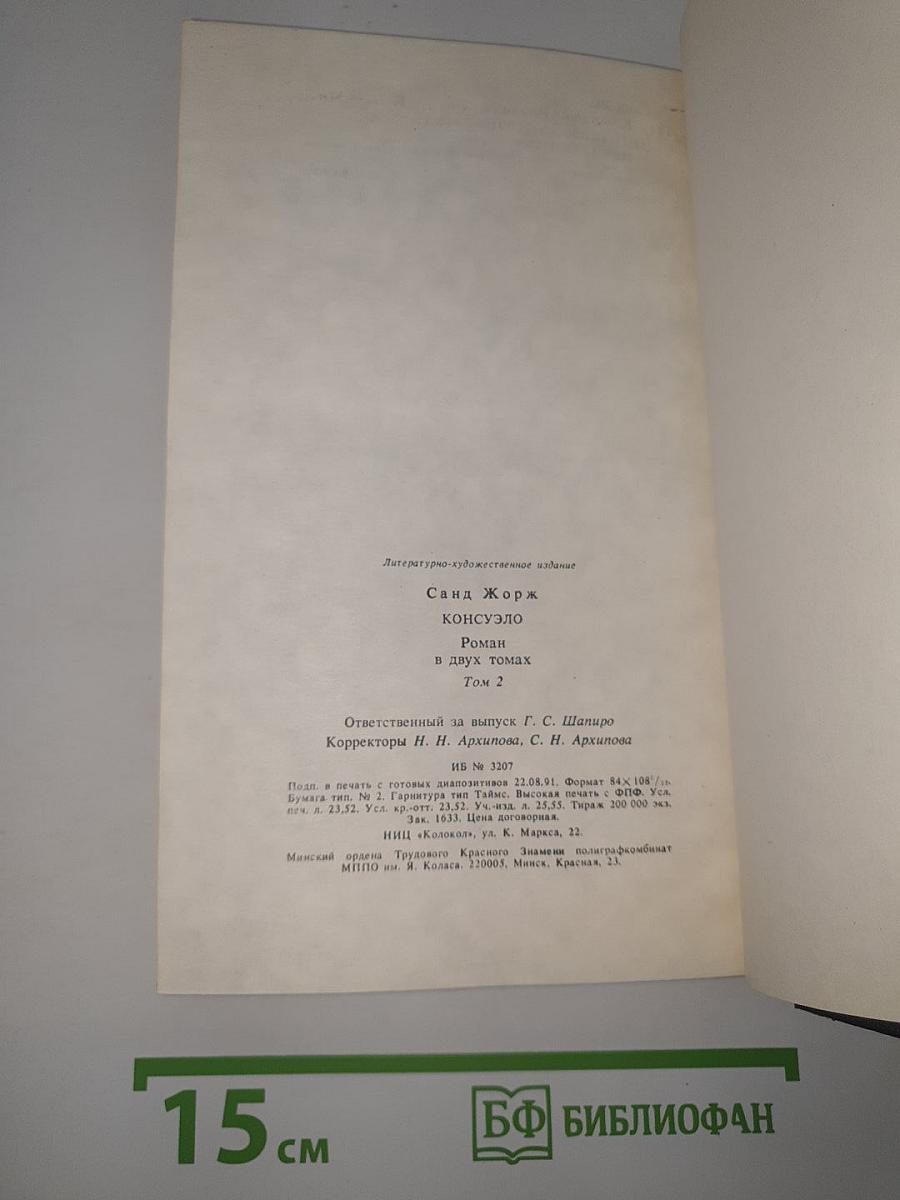 Литературно-художественное издание
Санд Жорж
КОНСУЭЛО
Роман
в двух томах
Том 2
Ответственный за выпуск Г. С. Шапиро
Корректоры Н. Н. Архипова, С. Н. Архипова
ИБ № 3207
Подп. в печать с готовых диапозитивов 22.08.91. Формат 84×108¹/₃₂.
Бумага тип. № 2. Гарнитура тип Таймс. Высокая печать с ФПФ. Усл.
печ. л. 23,52. Усл. кр.-отт. 23,52. Уч.-изд. л. 25,55. Тираж 200 000 экз.
Зак. 1633. Цена договорная.
НИЦ «Колокол», ул. К. Маркса, 22.
Минский ордена Трудового Красного Знамени полиграфкомбинат
МППО им. Я. Коласа. 220005, Минск, Красная, 23.
15 см
БФ БИБЛИОФАН